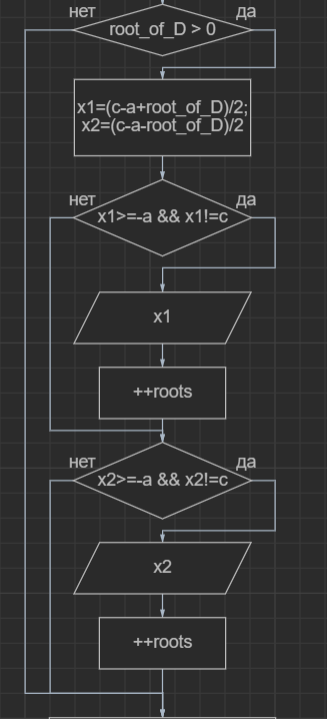 нет
да
root_of_D > 0
x1=(c-a+root_of_D)/2;
x2=(c-a-root_of_D)/2
нет
да
x1>=-a && x1!=c
x1
++roots
нет
да
x2>=-a && x2!=c
x2
++roots